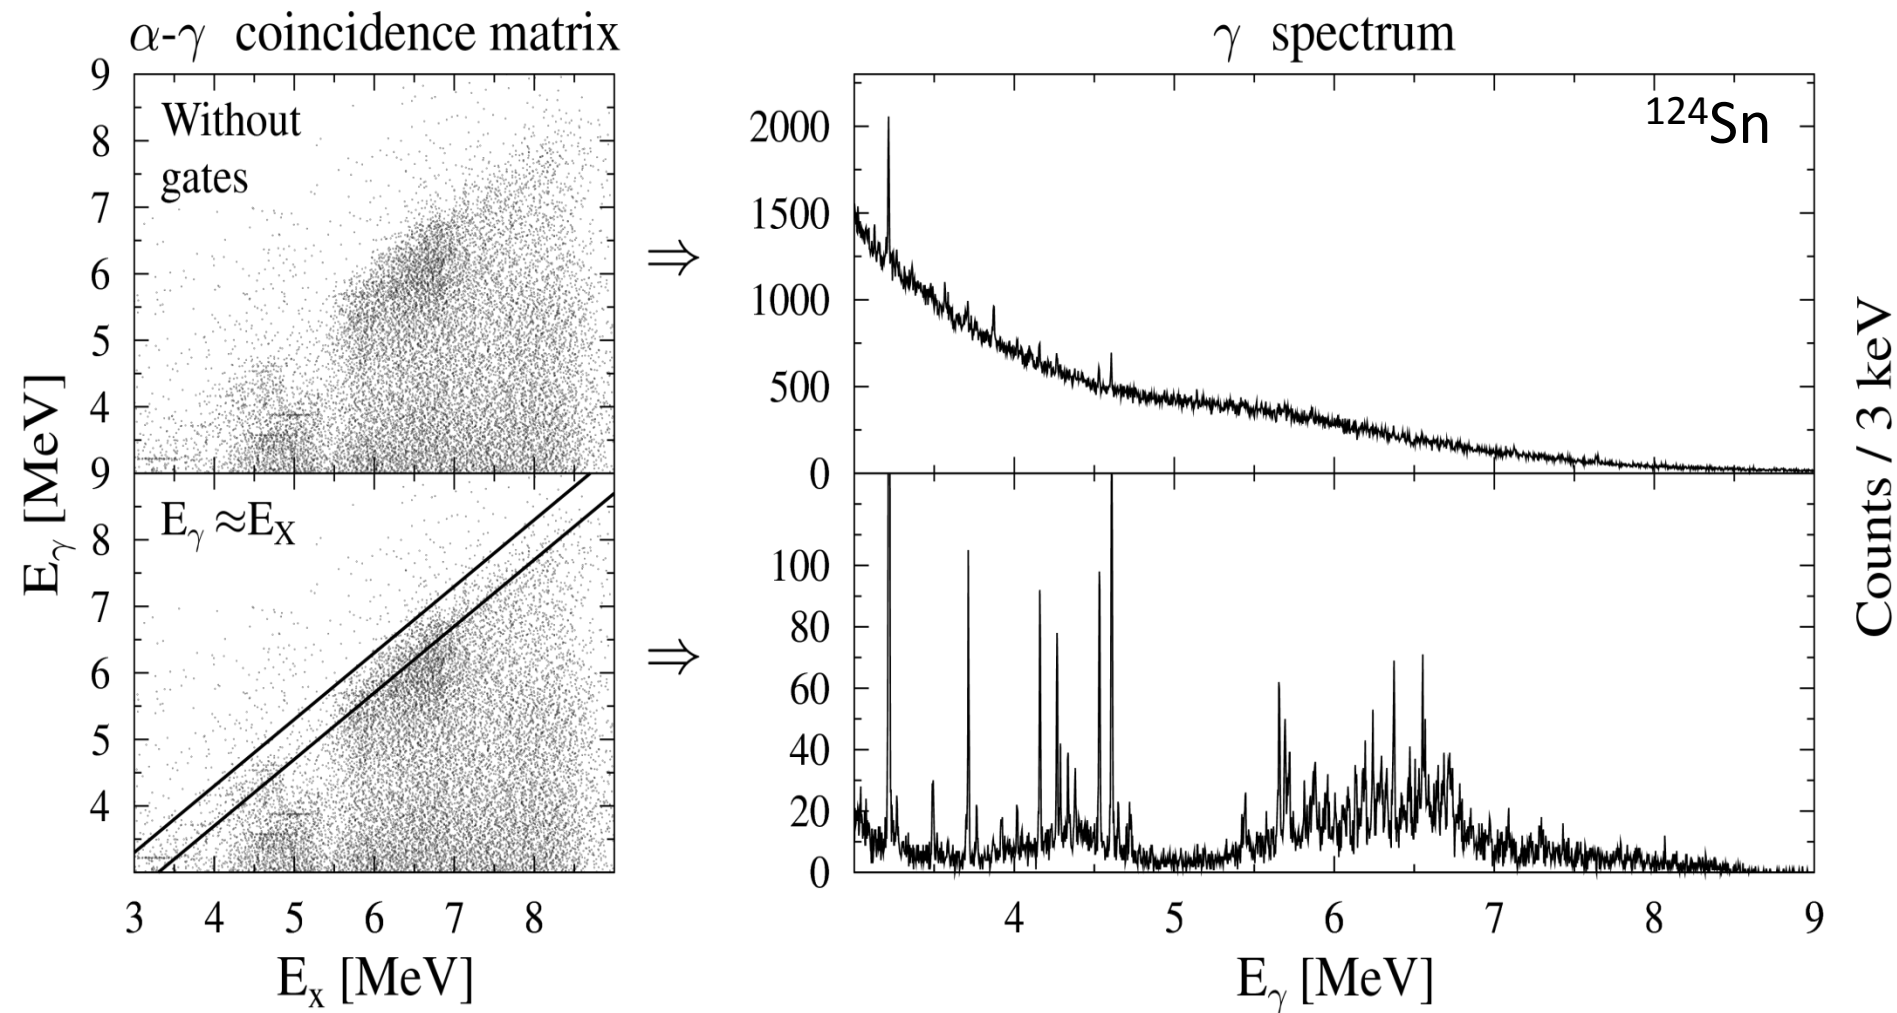 α-γ coincidence matrix
γ spectrum
9
8
7
6
5
4
9
Without
gates
⇒
2000
1500
1000
500
0
¹²⁴Sn
E_γ [MeV]
Counts / 3 keV
9
8
7
6
5
4
E_γ ≈E_X
⇒
0
100
80
60
40
20
0
3 4 5 6 7 8
4 5 6 7 8 9
E_x [MeV]
E_γ [MeV]